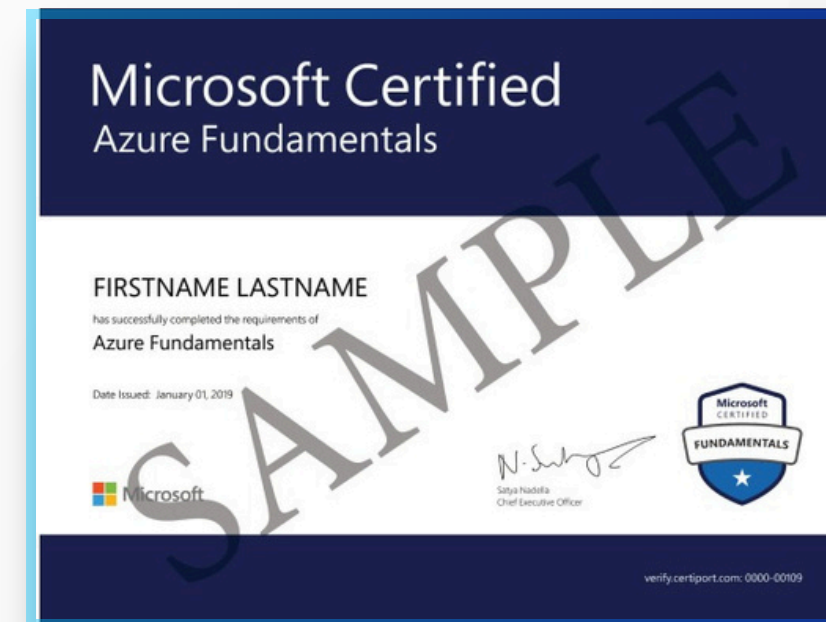 Microsoft Certified
Azure Fundamentals
FIRSTNAME LASTNAME
has successfully completed the requirements of
Azure Fundamentals
Date Issued: January 01, 2019
SAMPLE
Microsoft
N. Satya
Satya Nadella
Chief Executive Officer
Microsoft
CERTIFIED
FUNDAMENTALS
verify.certiport.com: 0000-00109